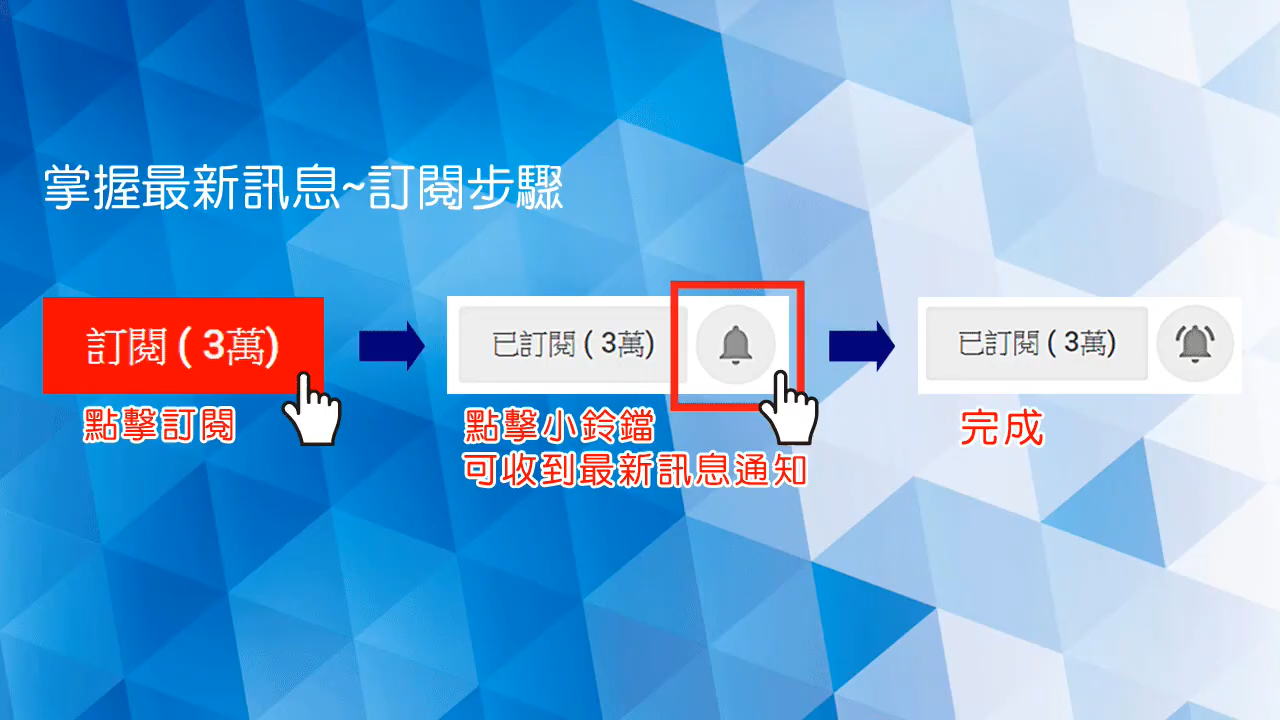 掌握最新訊息~訂閱步驟
訂閱 ( 3萬)
點擊訂閱
已訂閱 ( 3萬)
點擊小鈴鐺
可收到最新訊息通知
已訂閱 ( 3萬)
完成